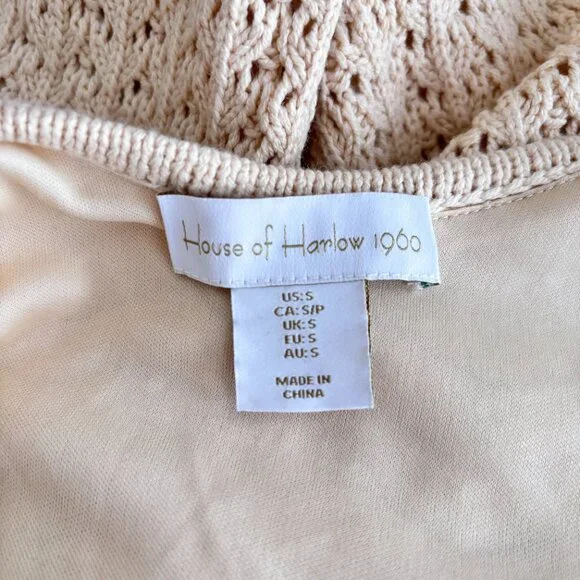 House of Harlow 1960
US: S
CA: S/P
UK: S
EU: S
AU: S
MADE IN
CHINA